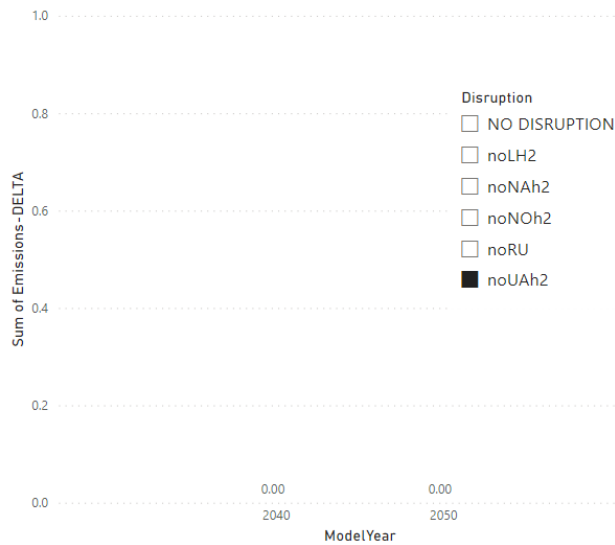 1.0
0.8
0.6
0.4
0.2
0.0
Sum of Emissions-DELTA
Disruption
NO DISRUPTION
noLH2
noNAh2
noNOh2
noRU
noUAh2
0.00 0.00
2040 2050
ModelYear